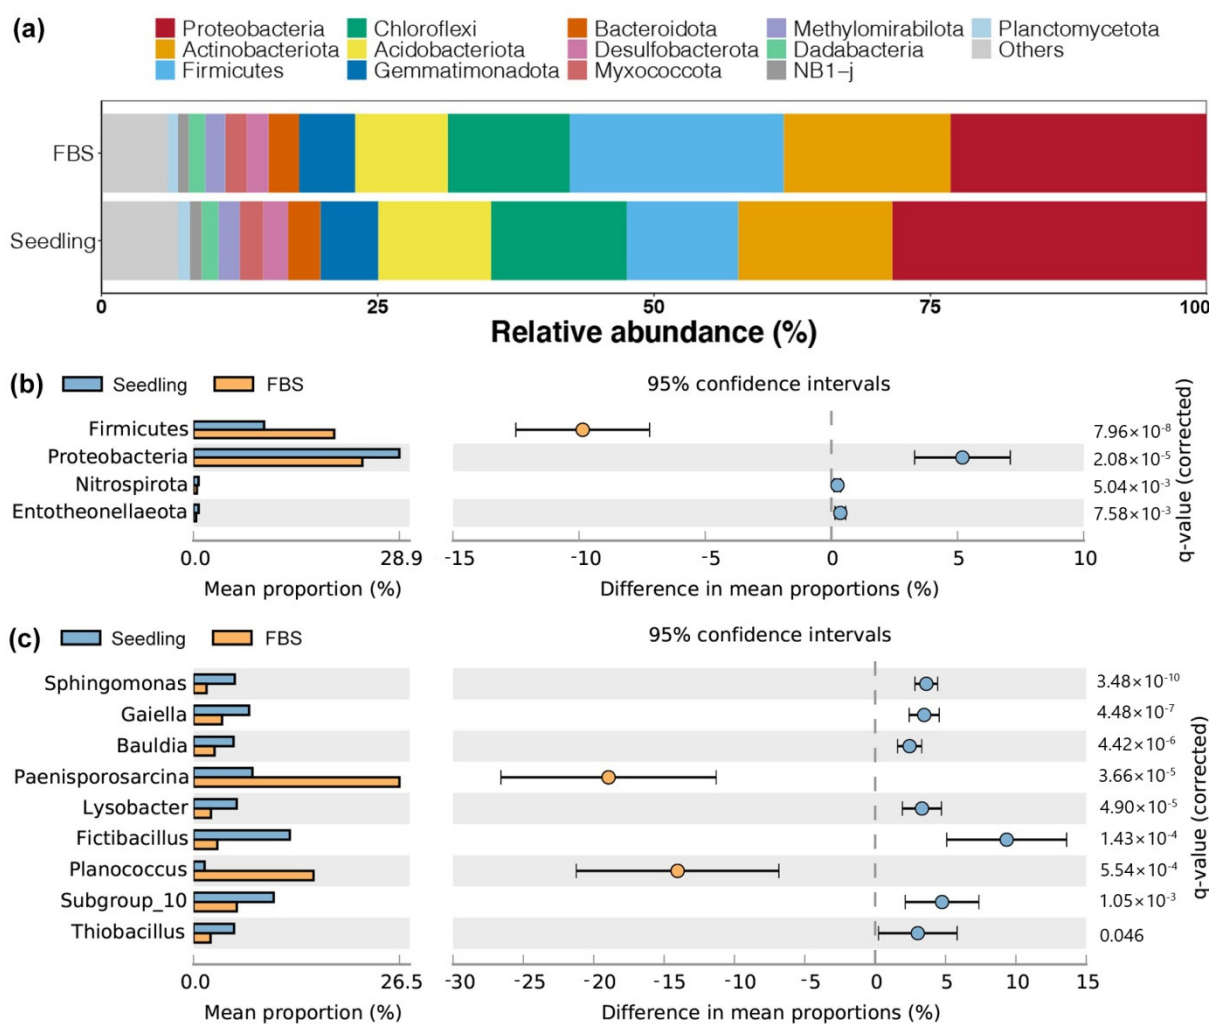 (a)
Proteobacteria Chloroflexi Bacteroidota Methylomirabilota Planctomycetota
Actinobacteriota Acidobacteriota Desulfobacterota Dadabacteria Others
Firmicutes Gemmatimonadota Myxococcota NB1-j
FBS
Seedling
0 25 50 75 100
Relative abundance (%)
(b) Seedling FBS 95% confidence intervals
Firmicutes 7.96×10⁻⁸
Proteobacteria 2.08×10⁻⁵
Nitrospirota 5.04×10⁻³
Entotheonellaeota 7.58×10⁻³
q-value (corrected)
0.0 28.9 -15 -10 -5 0 5 10
Mean proportion (%) Difference in mean proportions (%)
(c) Seedling FBS 95% confidence intervals
Sphingomonas 3.48×10⁻¹⁰
Gaiella 4.48×10⁻⁷
Bauldia 4.42×10⁻⁶
Paenisporosarcina 3.66×10⁻⁵
Lysobacter 4.90×10⁻⁵
Fictibacillus 1.43×10⁻⁴
Planococcus 5.54×10⁻⁴
Subgroup_10 1.05×10⁻³
Thiobacillus 0.046
q-value (corrected)
0.0 26.5 -30 -25 -20 -15 -10 -5 0 5 10 15
Mean proportion (%) Difference in mean proportions (%)